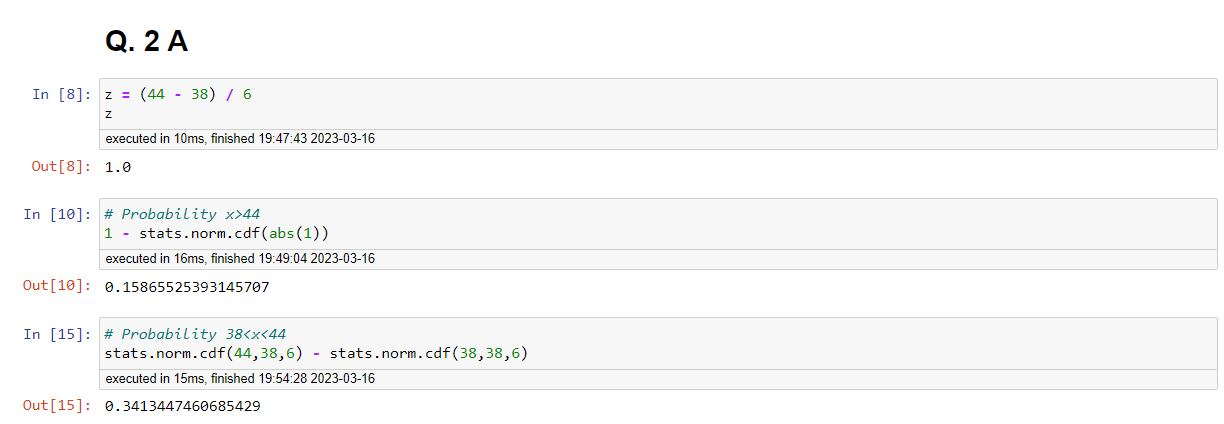 Q. 2 A
In [8]: z = (44 - 38) / 6
z
executed in 10ms, finished 19:47:43 2023-03-16
Out[8]: 1.0
In [10]: # Probability x>44
1 - stats.norm.cdf(abs(1))
executed in 16ms, finished 19:49:04 2023-03-16
Out[10]: 0.15865525393145707
In [15]: # Probability 38<x<44
stats.norm.cdf(44,38,6) - stats.norm.cdf(38,38,6)
executed in 15ms, finished 19:54:28 2023-03-16
Out[15]: 0.3413447460685429